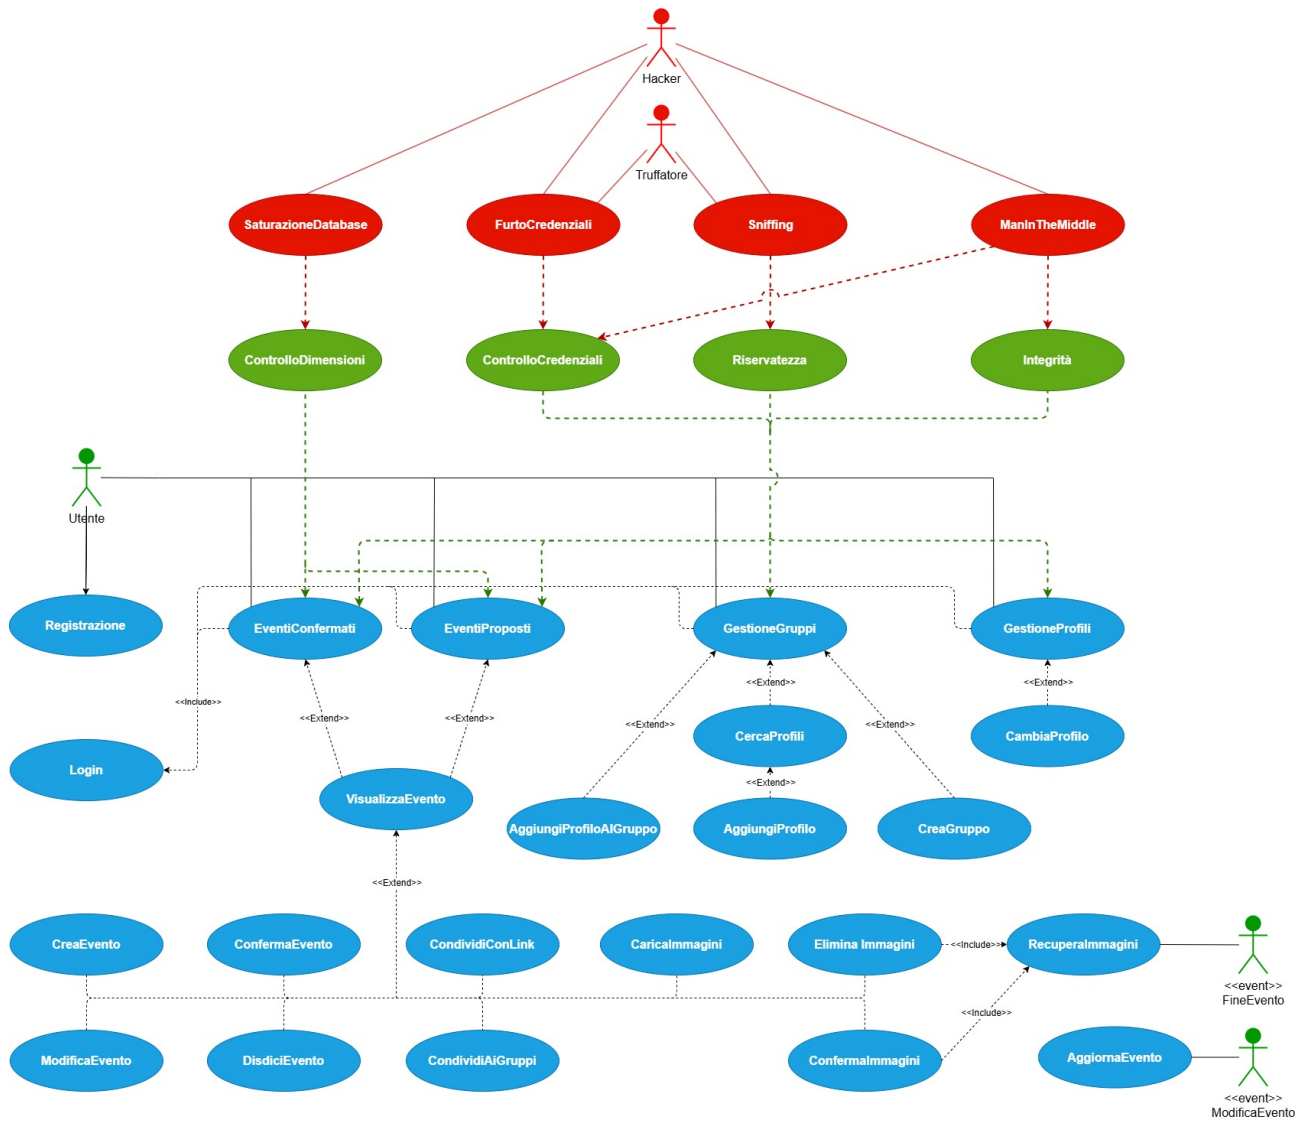 Hacker
Truffatore
SaturazioneDatabase
FurtoCredenziali
Sniffing
ManInTheMiddle
ControlloDimensioni
ControlloCredenziali
Riservatezza
Integrità
Utente
Registrazione
EventiConfermati
EventiProposti
GestioneGruppi
GestioneProfili
<<Extend>>
<<Extend>>
<<Include>>
<<Extend>>
<<Extend>>
<<Extend>>
<<Extend>>
CercaProfili
CambiaProfilo
Login
<<Extend>>
VisualizzaEvento
AggiungiProfiloAlGruppo
AggiungiProfilo
CreaGruppo
<<Extend>>
CreaEvento
ConfermaEvento
CondividiConLink
CaricaImmagini
Elimina Immagini
<<Include>>
RecuperaImmagini
<<event>>
FineEvento
<<Include>>
ModificaEvento
DisdiciEvento
CondividiAiGruppi
ConfermaImmagini
AggiornaEvento
<<event>>
ModificaEvento